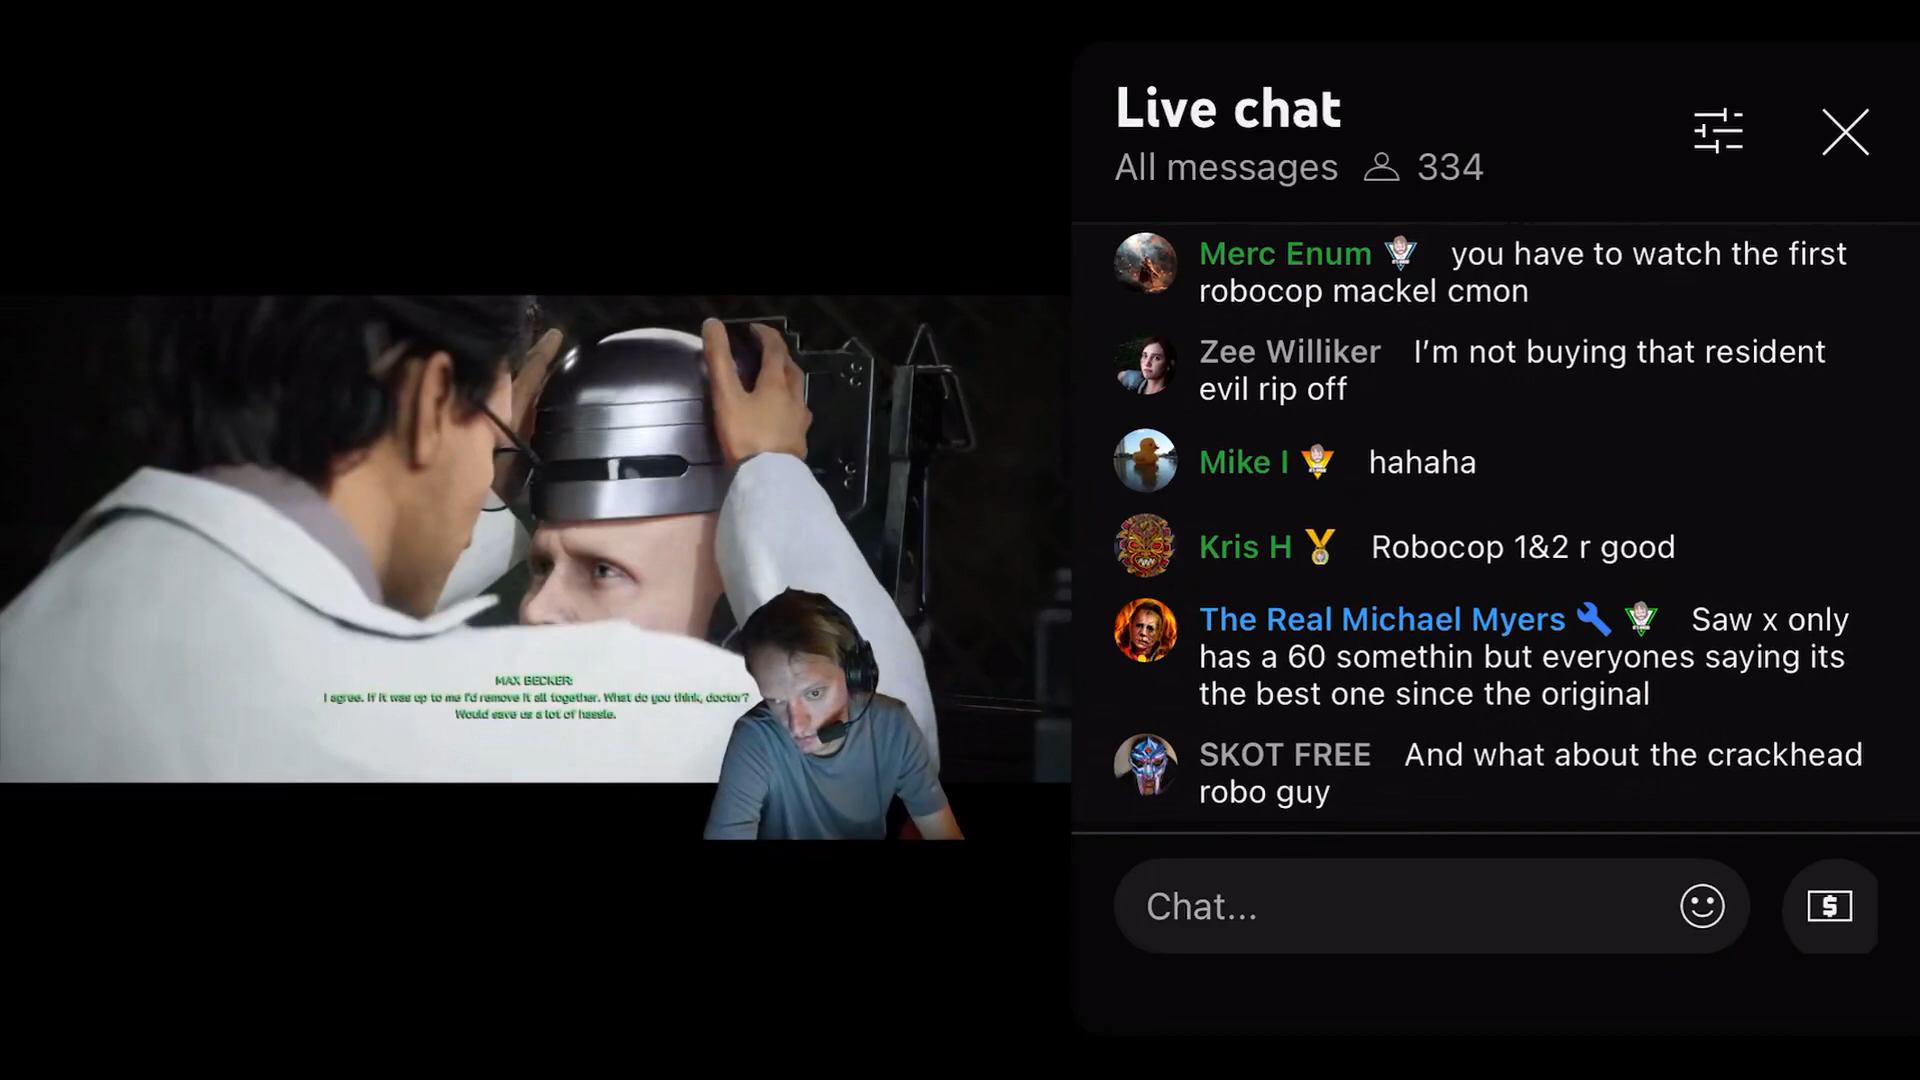 Live chat
All messages 334
Merc Enum you have to watch the first
robocop mackel cmon
Zee Williker I'm not buying that resident
evil rip off
Mike I hahaha
Kris H Robocop 1&2 r good
The Real Michael Myers Saw x only
has a 60 somethin but everyones saying its
the best one since the original
SKOT FREE And what about the crackhead
robo guy
Chat...
$
MAX BECKER:
I agree. If it was up to me I'd remove it all together. What do you think, doctor?
Would save us a lot of hassle.